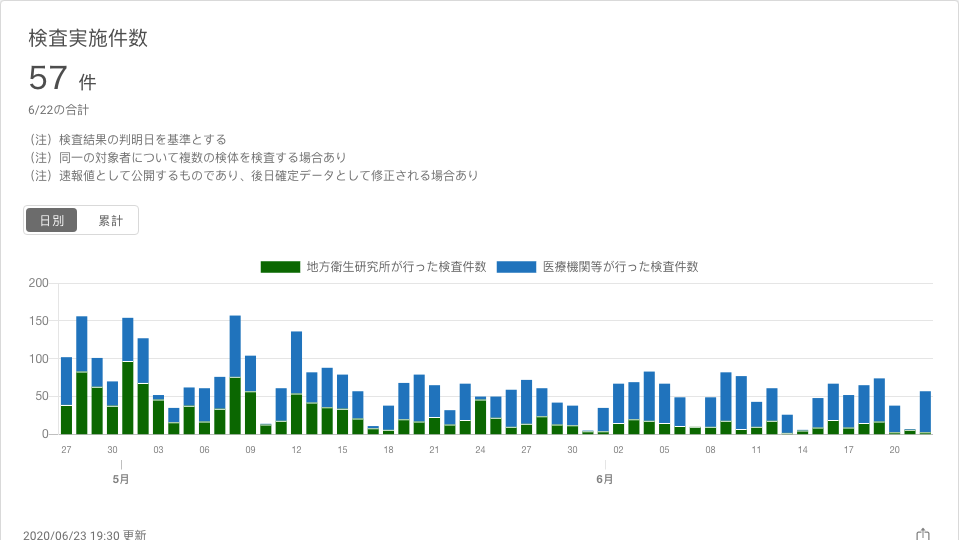 検査実施件数
57 件
6/22の合計
（注）検査結果の判明日を基準とする
（注）同一の対象者について複数の検体を検査する場合あり
（注）速報値として公開するものであり、後日確定データとして修正される場合あり
日別 累計
地方衛生研究所が行った検査件数 医療機関等が行った検査件数
200
150
100
50
0
27 30 03 06 09 12 15 18 21 24 27 30 02 05 08 11 14 17 20
5月 6月
2020/06/23 19:30 更新